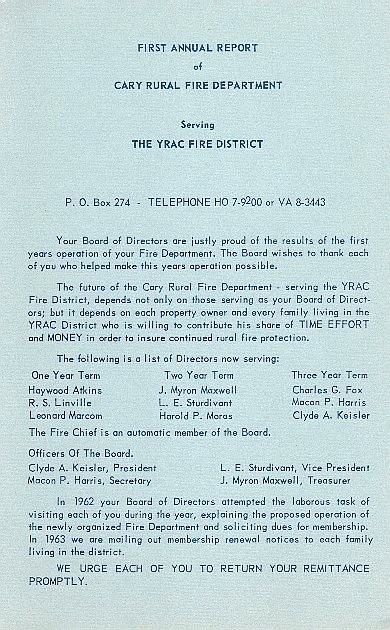 FIRST ANNUAL REPORT
of
CARY RURAL FIRE DEPARTMENT
Serving
THE YRAC FIRE DISTRICT
P. O. Box 274 - TELEPHONE HO 7-9200 or VA 8-3443
Your Board of Directors are justly proud of the results of the first
years operation of your Fire Department. The Board wishes to thank each
of you who helped make this years operation possible.
The future of the Cary Rural Fire Department - serving the YRAC
Fire District, depends not only on those serving as your Board of Direct-
ors; but it depends on each property owner and every family living in the
YRAC District who is willing to contribute his share of TIME EFFORT
and MONEY in order to insure continued rural fire protection.
The following is a list of Directors now serving:
One Year Term Two Year Term Three Year Term
Haywood Atkins J. Myron Maxwell Charles G. Fox
R. S. Linville L. E. Sturdivant Macon P. Harris
Leonard Marcom Harold P. Moras Clyde A. Keisler
The Fire Chief is an automatic member of the Board.
Officers Of The Board.
Clyde A. Keisler, President L. E. Sturdivant, Vice President
Macon P. Harris, Secretary J. Myron Maxwell, Treasurer
In 1962 your Board of Directors attempted the laborous task of
visiting each of you during the year, explaining the proposed operation of
the newly organized Fire Department and soliciting dues for membership.
In 1963 we are mailing out membership renewal notices to each family
living in the district.
WE URGE EACH OF YOU TO RETURN YOUR REMITTANCE
PROMPTLY.